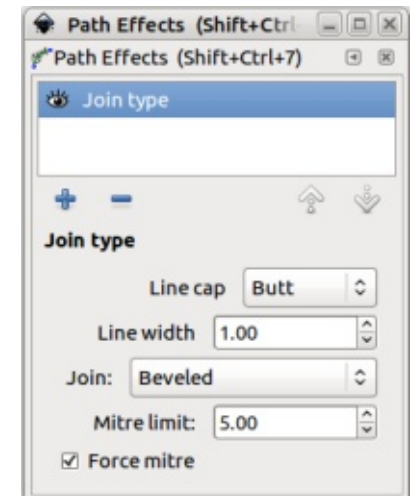 Path Effects (Shift+Ctrl-
Path Effects (Shift+Ctrl+7)
Join type
Join type
Line cap Butt
Line width 1.00
Join: Beveled
Mitre limit: 5.00
Force mitre